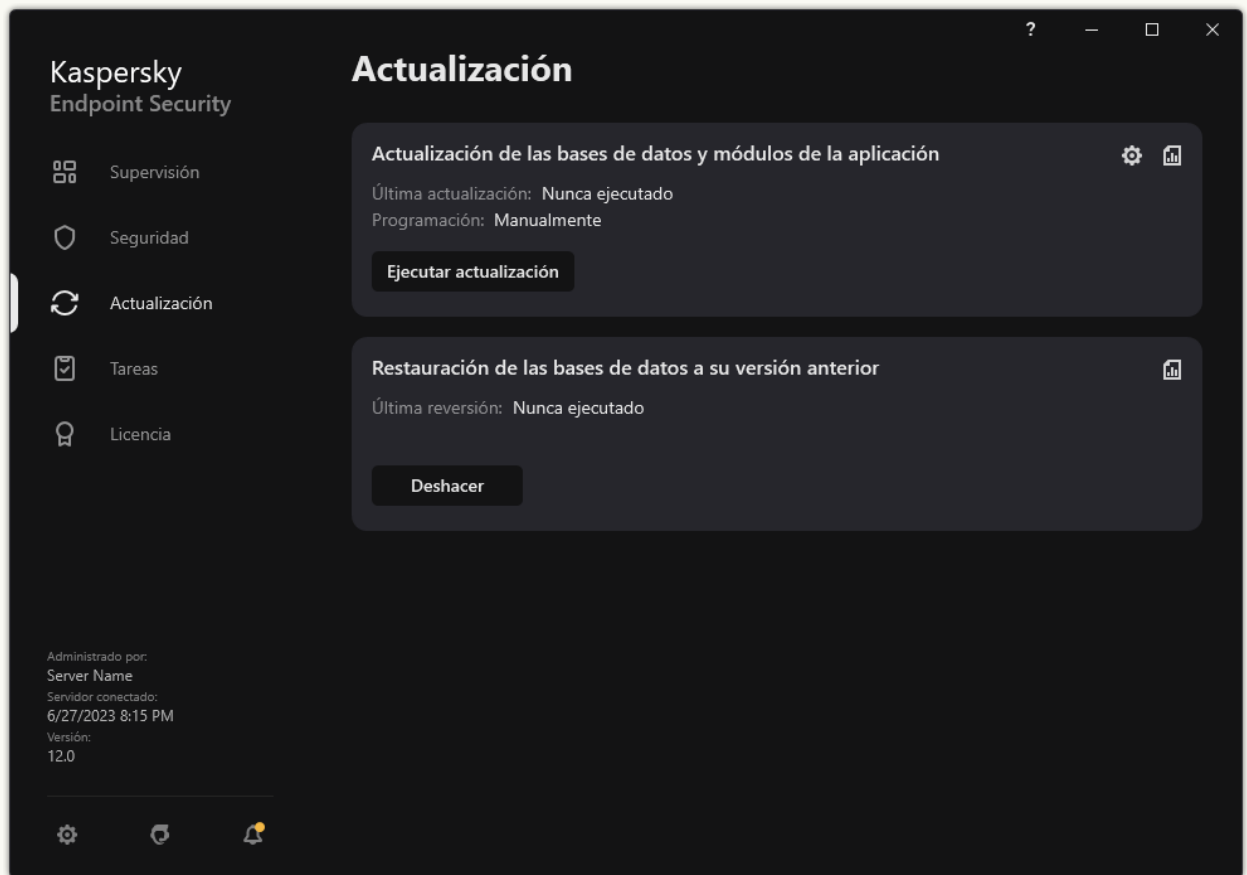 ?
Kaspersky
Endpoint Security
Supervisión
Seguridad
Actualización
Tareas
Licencia
Administrado por:
Server Name
Servidor conectado:
6/27/2023 8:15 PM
Versión:
12.0
Actualización
Actualización de las bases de datos y módulos de la aplicación
Última actualización: Nunca ejecutado
Programación: Manualmente
Ejecutar actualización
Restauración de las bases de datos a su versión anterior
Última reversión: Nunca ejecutado
Deshacer